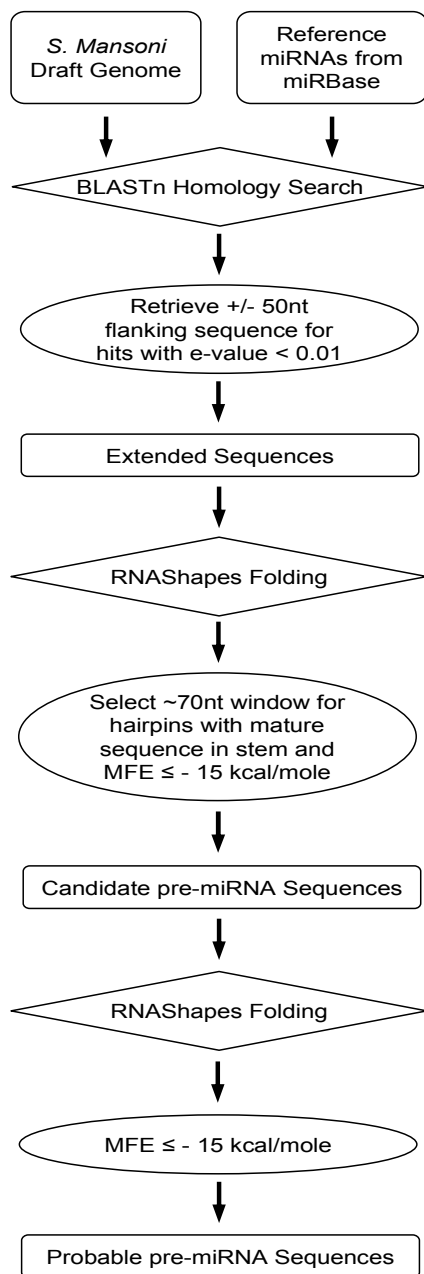 S. Mansoni
Draft Genome
Reference
miRNAs from
miRBase
BLASTn Homology Search
Retrieve +/- 50nt
flanking sequence for
hits with e-value < 0.01
Extended Sequences
RNAShapes Folding
Select ~70nt window for
hairpins with mature
sequence in stem and
MFE ≤ - 15 kcal/mole
Candidate pre-miRNA Sequences
RNAShapes Folding
MFE ≤ - 15 kcal/mole
Probable pre-miRNA Sequences